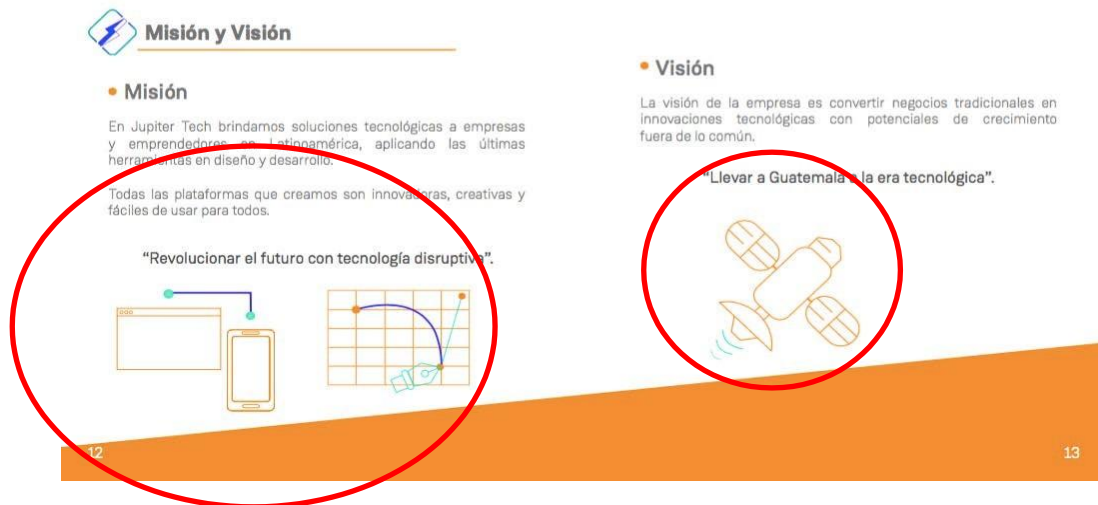 Misión y Visión
• Misión
En Jupiter Tech brindamos soluciones tecnológicas a empresas
y emprendedores en Latinoamérica, aplicando las últimas
herramientas en diseño y desarrollo.
Todas las plataformas que creamos son innovadoras, creativas y
fáciles de usar para todos.
“Revolucionar el futuro con tecnología disruptiva”.
12
• Visión
La visión de la empresa es convertir negocios tradicionales en
innovaciones tecnológicas con potenciales de crecimiento
fuera de lo común.
“Llevar a Guatemala a la era tecnológica”.
13